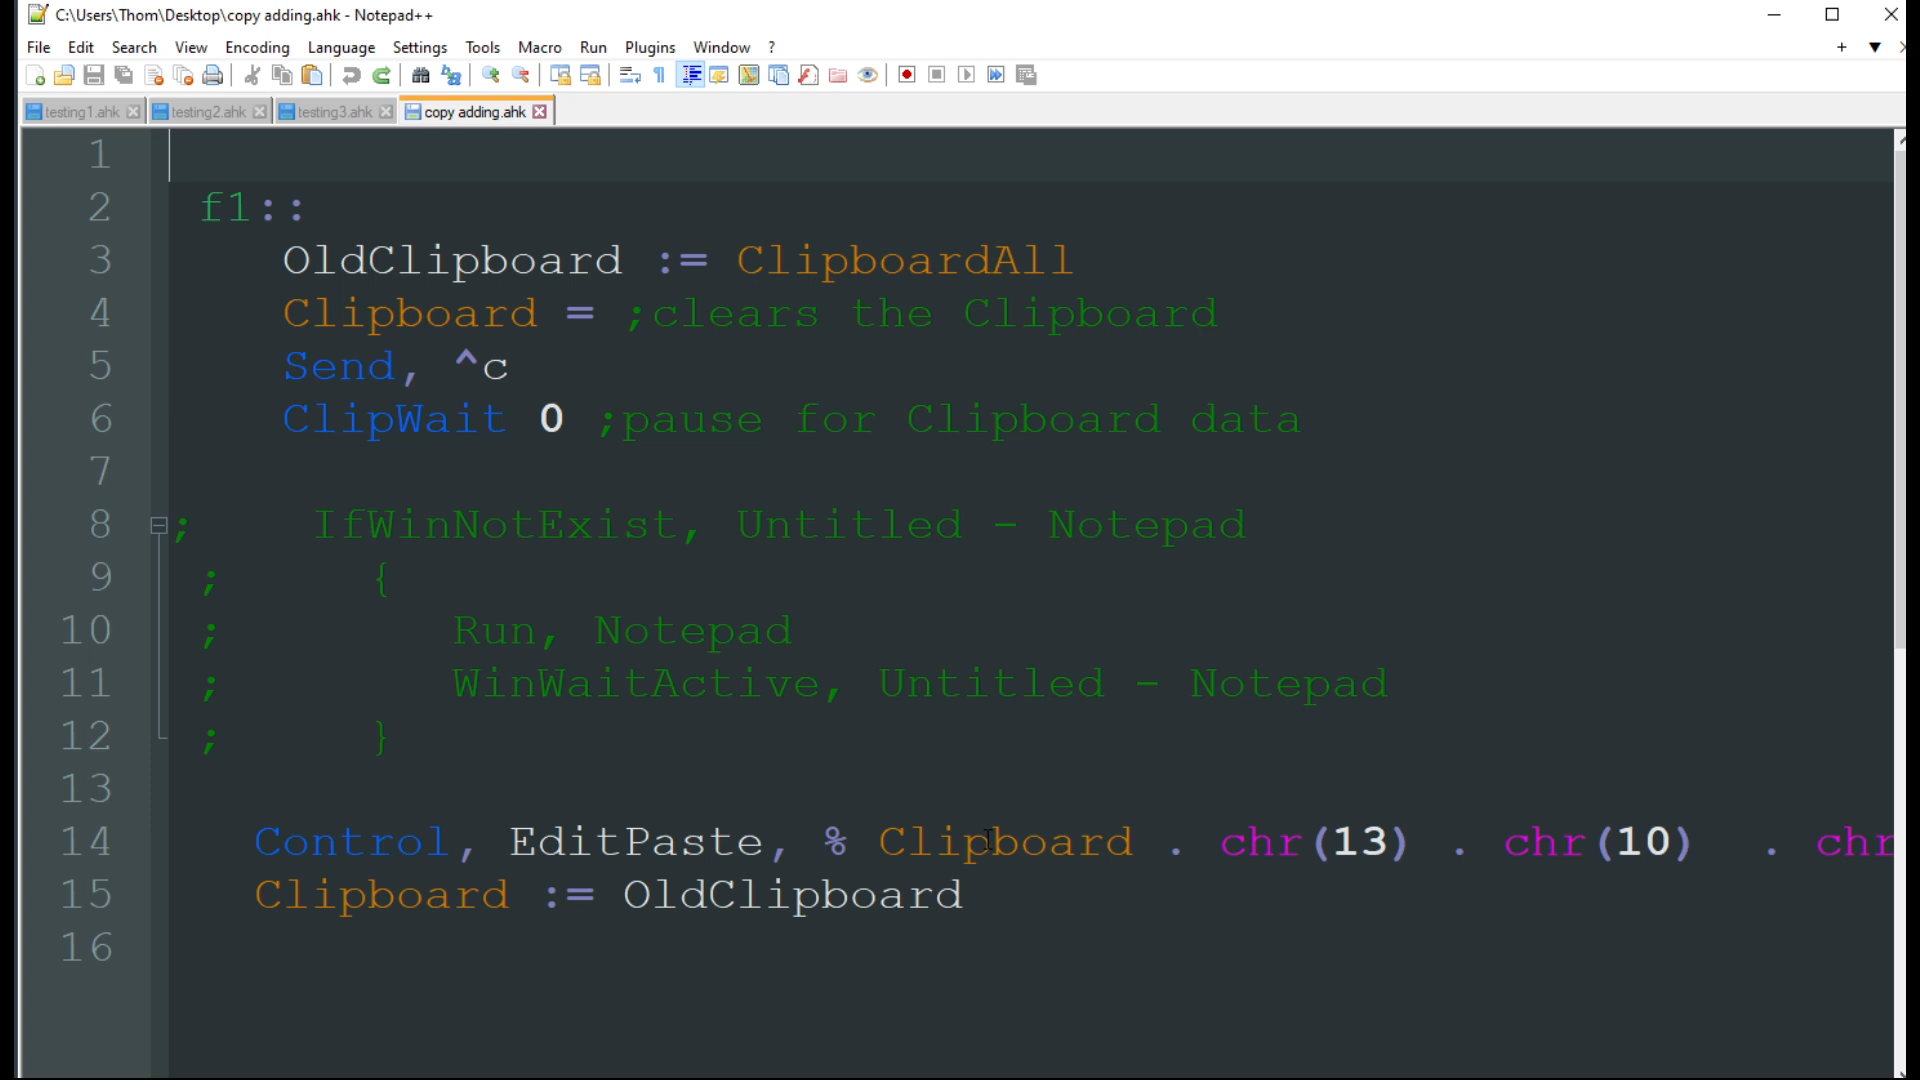 C:\Users\Thom\Desktop\copy adding.ahk - Notepad++
File Edit Search View Encoding Language Settings Tools Macro Run Plugins Window ?
testing1.ahk testing2.ahk testing3.ahk copy adding.ahk
1
2 f1::
3 OldClipboard := ClipboardAll
4 Clipboard = ;clears the Clipboard
5 Send, ^c
6 ClipWait 0 ;pause for Clipboard data
7
8 ; IfWinNotExist, Untitled - Notepad
9 ; {
10 ; Run, Notepad
11 ; WinWaitActive, Untitled - Notepad
12 ; }
13
14 Control, EditPaste, % Clipboard . chr(13) . chr(10) . chr
15 Clipboard := OldClipboard
16